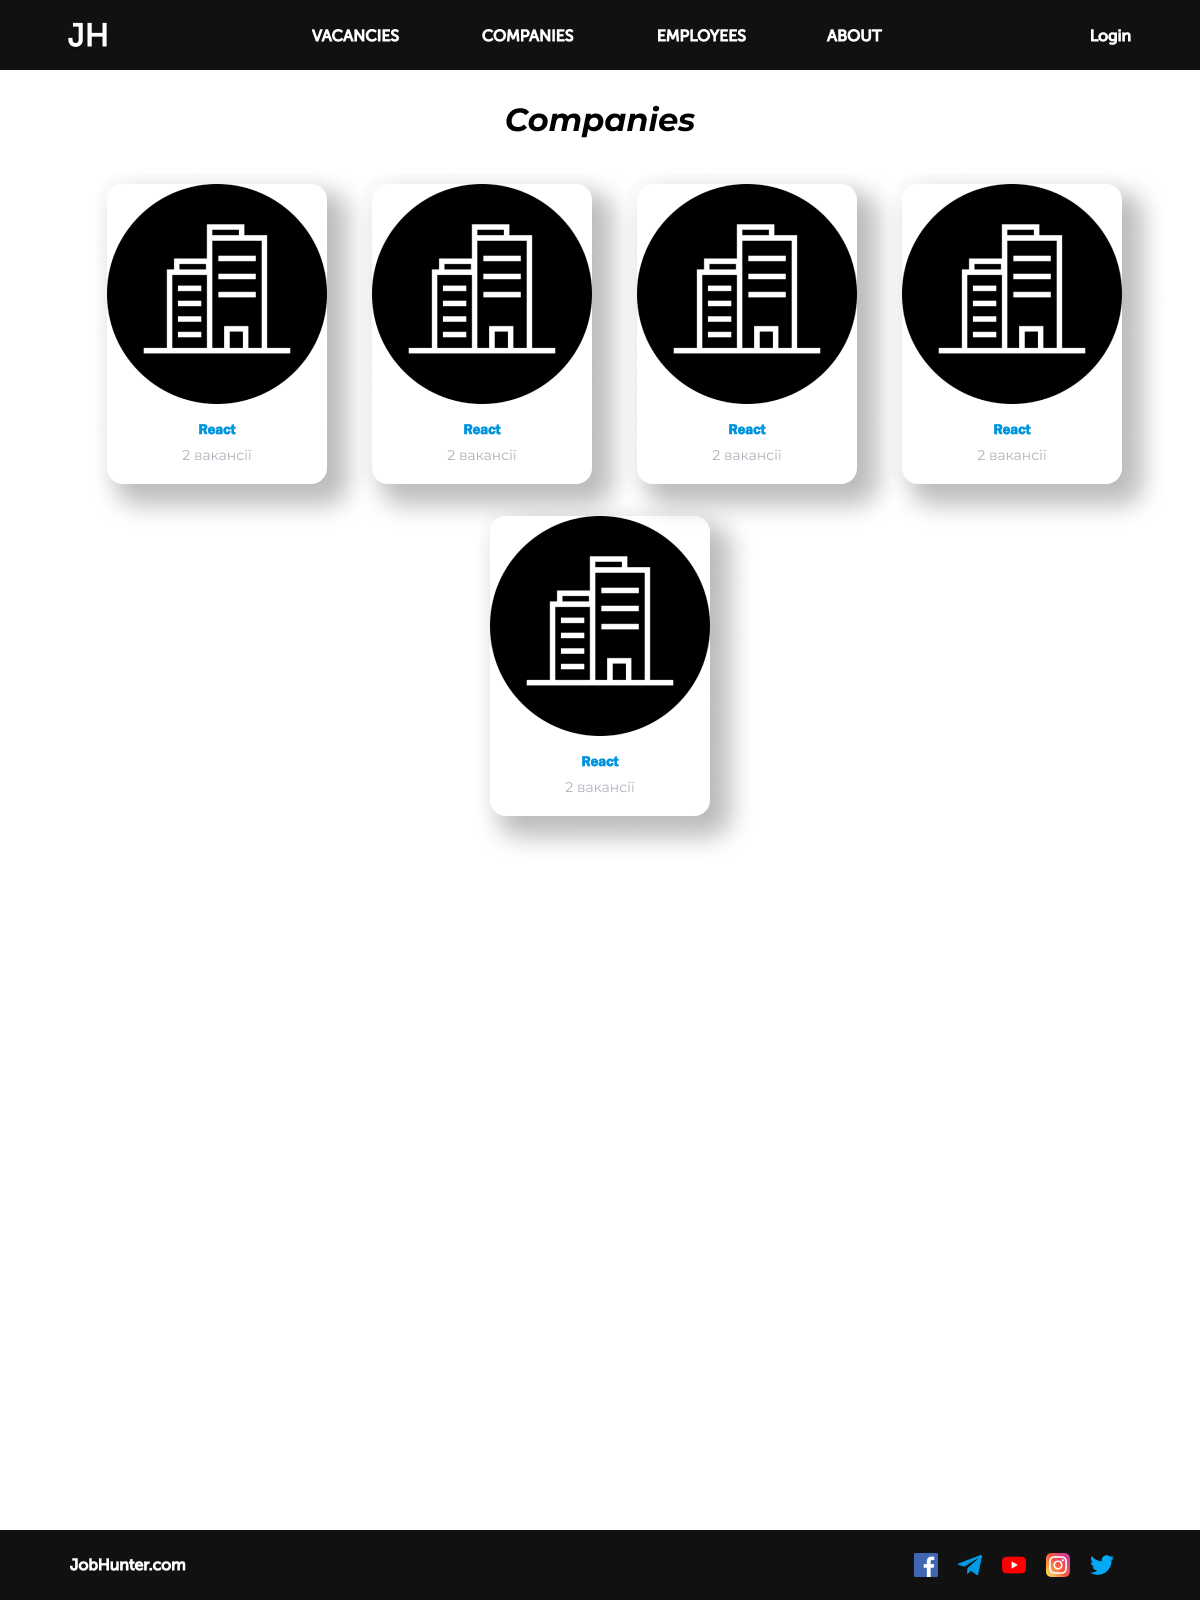 JH VACANCIES COMPANIES EMPLOYEES ABOUT Login
Companies
React React React React
2 вакансії 2 вакансії 2 вакансії 2 вакансії
React
2 вакансії
JobHunter.com